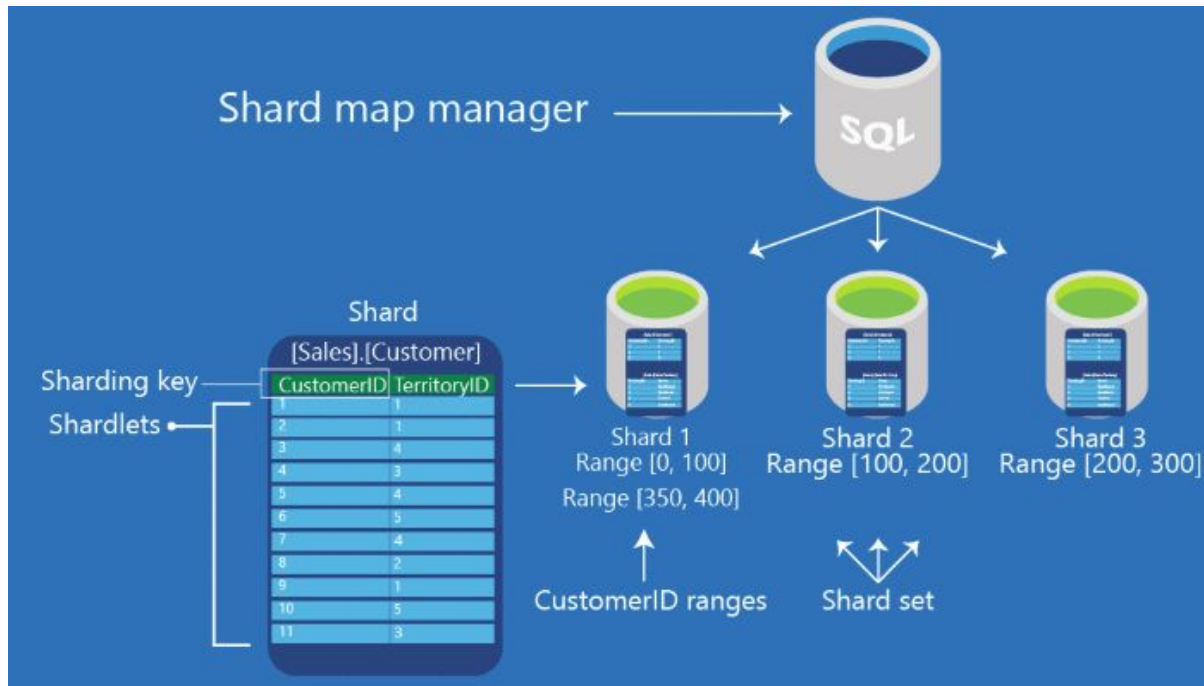 Shard map manager
SQL
Shard
[Sales].[Customer]
Sharding key
CustomerID TerritoryID
Shardlets
1 1
2 1
3 4
4 3
5 4
6 5
7 4
8 2
9 1
10 5
11 3
Shard 1
Range [0, 100]
Range [350, 400]
Shard 2
Range [100, 200]
Shard 3
Range [200, 300]
CustomerID ranges
Shard set